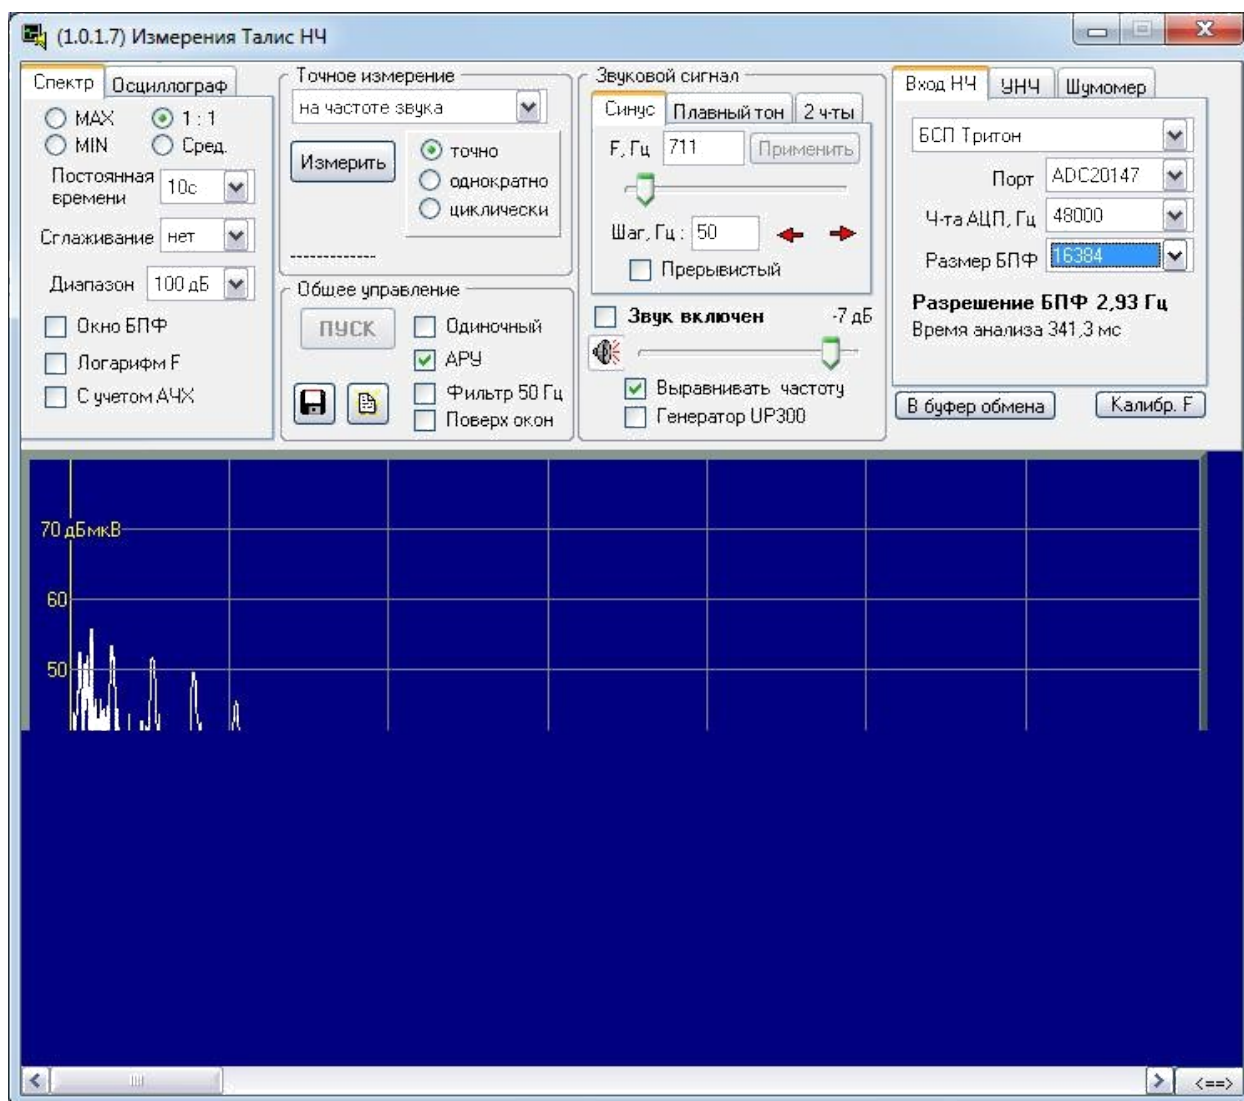 (1.0.1.7) Измерения Талис НЧ
Спектр Осциллограф
MAX 1 : 1
MIN Сред.
Постоянная времени 10с
Сглаживание нет
Диапазон 100 дБ
Окно БПФ
Логарифм F
С учетом АЧХ
Точное измерение
на частоте звука
Измерить
точно
однократно
циклически
-------------
Общее управление
ПУСК
Одиночный
АРУ
Фильтр 50 Гц
Поверх окон
Звуковой сигнал
Синус Плавный тон 2 ч-ты
F, Гц 711 Применить
Шаг, Гц : 50
Прерывистый
Звук включен -7 дБ
Выравнивать частоту
Генератор UP300
Вход НЧ УНЧ Шумомер
БСП Тритон
Порт ADC20147
Ч-та АЦП, Гц 48000
Размер БПФ 16384
Разрешение БПФ 2,93 Гц
Время анализа 341,3 мс
В буфер обмена Калибр. F
70 дБмкВ
60
50
<==>